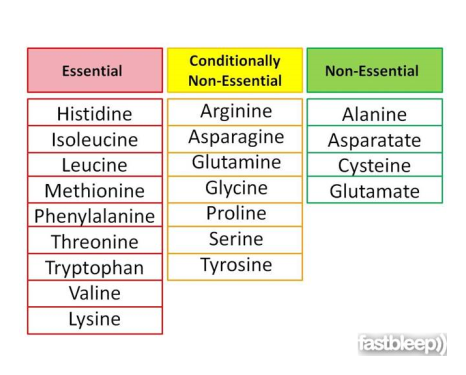 Essential
Conditionally
Non-Essential
Non-Essential
Histidine
Isoleucine
Leucine
Methionine
Phenylalanine
Threonine
Tryptophan
Valine
Lysine
Arginine
Asparagine
Glutamine
Glycine
Proline
Serine
Tyrosine
Alanine
Asparatate
Cysteine
Glutamate
fastbleep))